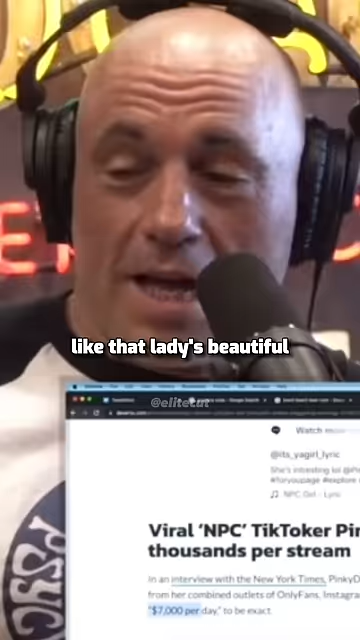 like that lady's beautiful
@elitecut
Watch
@its_yagirl_lyric
She's intresting lol
#foryoupage #explore
NPC Girl - Lyric
Viral ‘NPC’ TikToker Pin
thousands per stream
In an interview with the New York Times, PinkyD
from her combined outlets of OnlyFans, Instagra
"$7,000 per day," to be exact.
PSYC